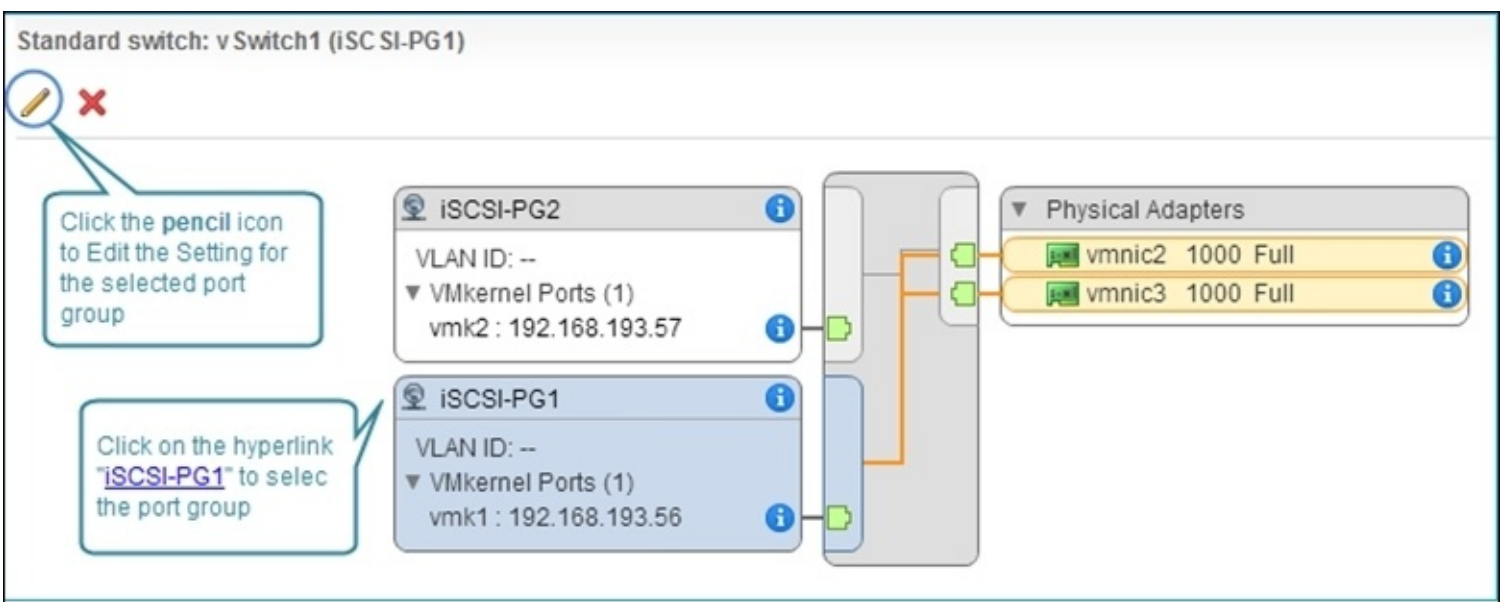 Standard switch: vSwitch1 (iSCSI-PG1)
Click the pencil icon
to Edit the Setting for
the selected port
group
iSCSI-PG2
VLAN ID: --
VMkernel Ports (1)
vmk2 : 192.168.193.57
Click on the hyperlink
"iSCSI-PG1" to selec
the port group
iSCSI-PG1
VLAN ID: --
VMkernel Ports (1)
vmk1 : 192.168.193.56
Physical Adapters
vmnic2 1000 Full
vmnic3 1000 Full